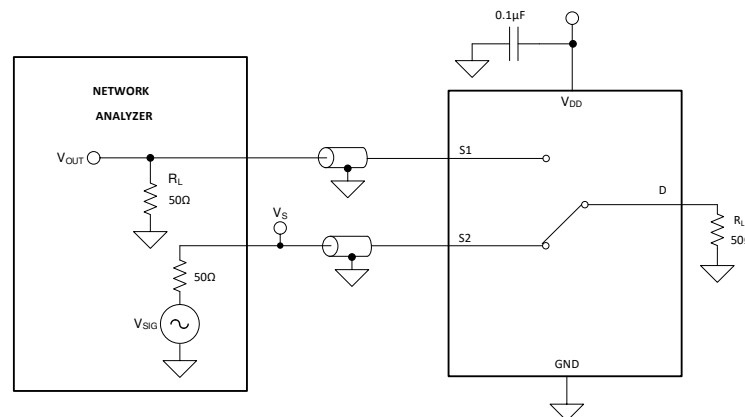 0.1µF
V_DD
NETWORK
ANALYZER
V_OUT
R_L
50Ω
V_S
50Ω
V_SIG
S1
S2
D
R_L
GND